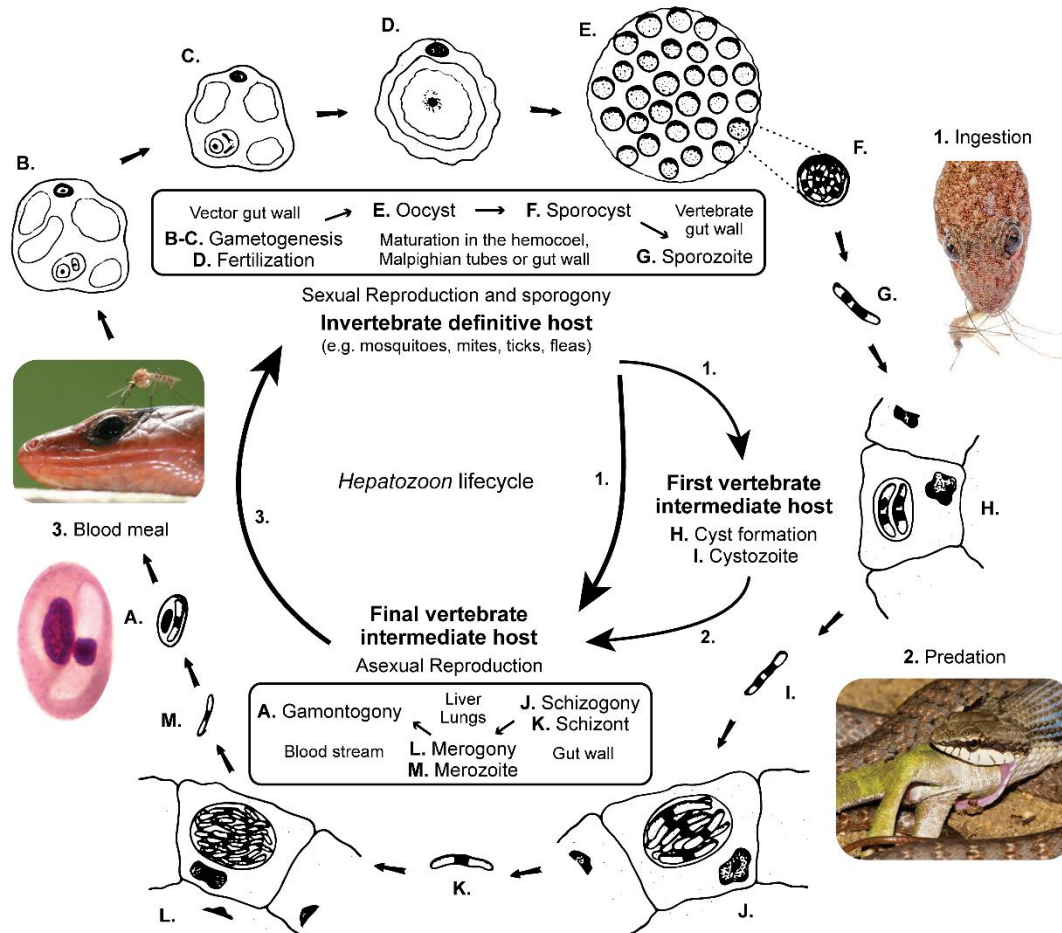 D.
E.
C.
B.
F.
1. Ingestion
Vector gut wall
E. Oocyst
F. Sporocyst
Vertebrate
gut wall
B-C. Gametogenesis
D. Fertilization
Maturation in the hemocoel,
Malpighian tubes or gut wall
G. Sporozoite
G.
Sexual Reproduction and sporogony
Invertebrate definitive host
(e.g. mosquitoes, mites, ticks, fleas)
1.
1.
3.
Hepatozoon lifecycle
First vertebrate
intermediate host
H. Cyst formation
I. Cystozoite
H.
3. Blood meal
A.
2.
Final vertebrate
intermediate host
Asexual Reproduction
A. Gamontogony
Liver
Lungs
J. Schizogony
K. Schizont
Blood stream
L. Merogony
M. Merozoite
Gut wall
I.
2. Predation
M.
L.
K.
J.